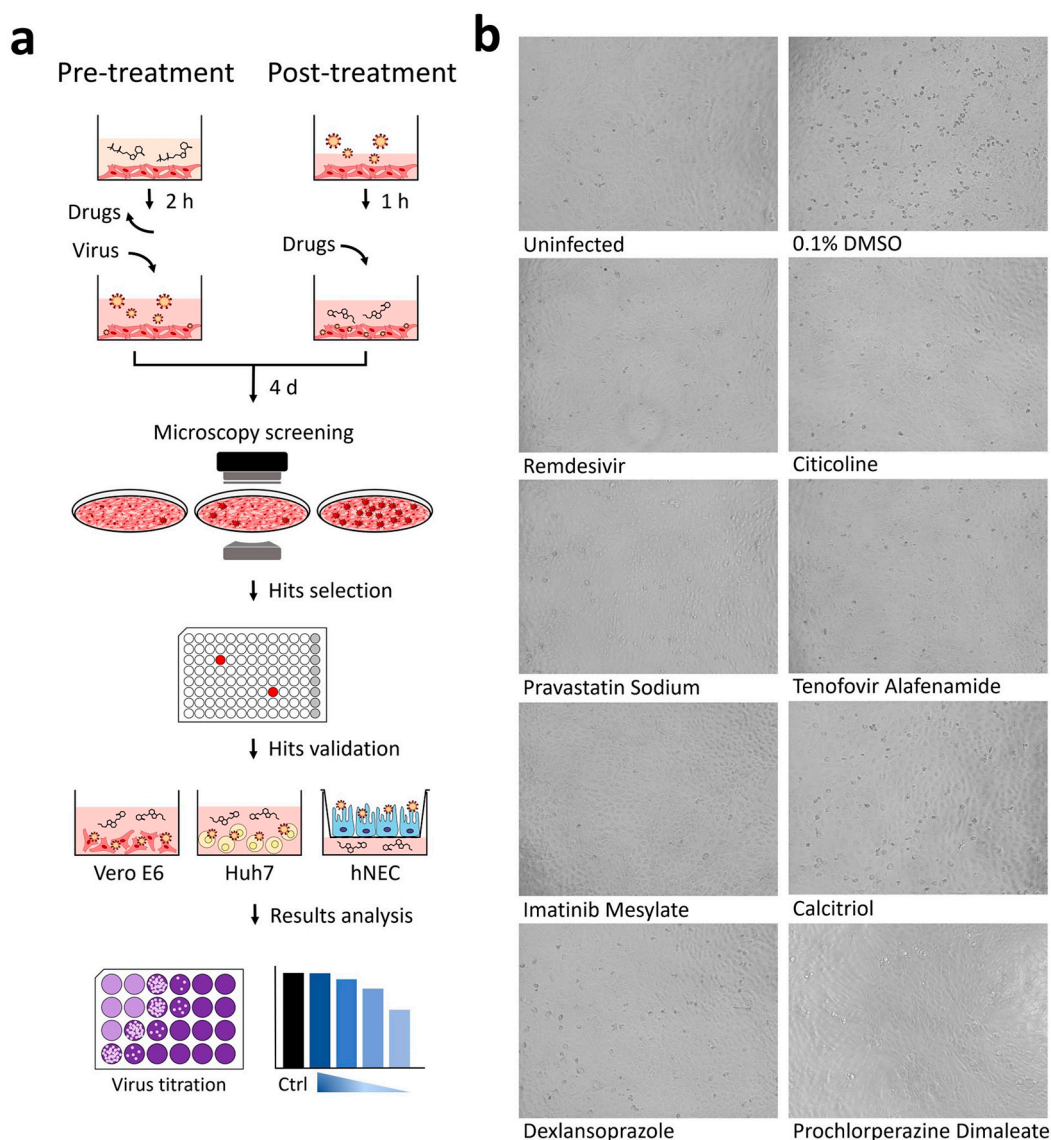 a
Pre-treatment
Post-treatment
2 h
1 h
Drugs
Virus
Drugs
4 d
Microscopy screening
Hits selection
Hits validation
Vero E6
Huh7
hNEC
Results analysis
Virus titration
Ctrl
b
Uninfected
0.1% DMSO
Remdesivir
Citicoline
Pravastatin Sodium
Tenofovir Alafenamide
Imatinib Mesylate
Calcitriol
Dexlansoprazole
Prochlorperazine Dimaleate